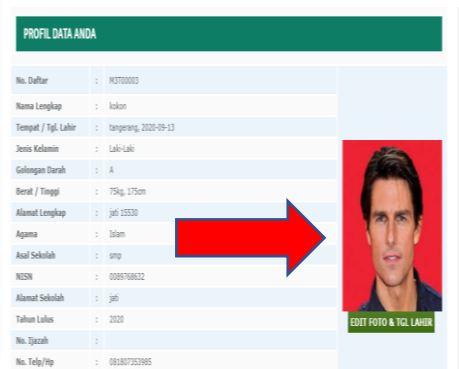 PROFIL DATA ANDA
No. Daftar : M3T00003
Nama Lengkap : kokon
Tempat / Tgl. Lahir : tangerang, 2020-09-13
Jenis Kelamin : Laki-Laki
Golongan Darah : A
Berat / Tinggi : 75kg, 175cm
Alamat Lengkap : jati 15530
Agama : Islam
Asal Sekolah : smp
NISN : 0089768632
Alamat Sekolah : jati
Tahun Lulus : 2020
EDIT FOTO & TGL LAHIR
No. Ijazah :
No. Telp/Hp : 081807353985